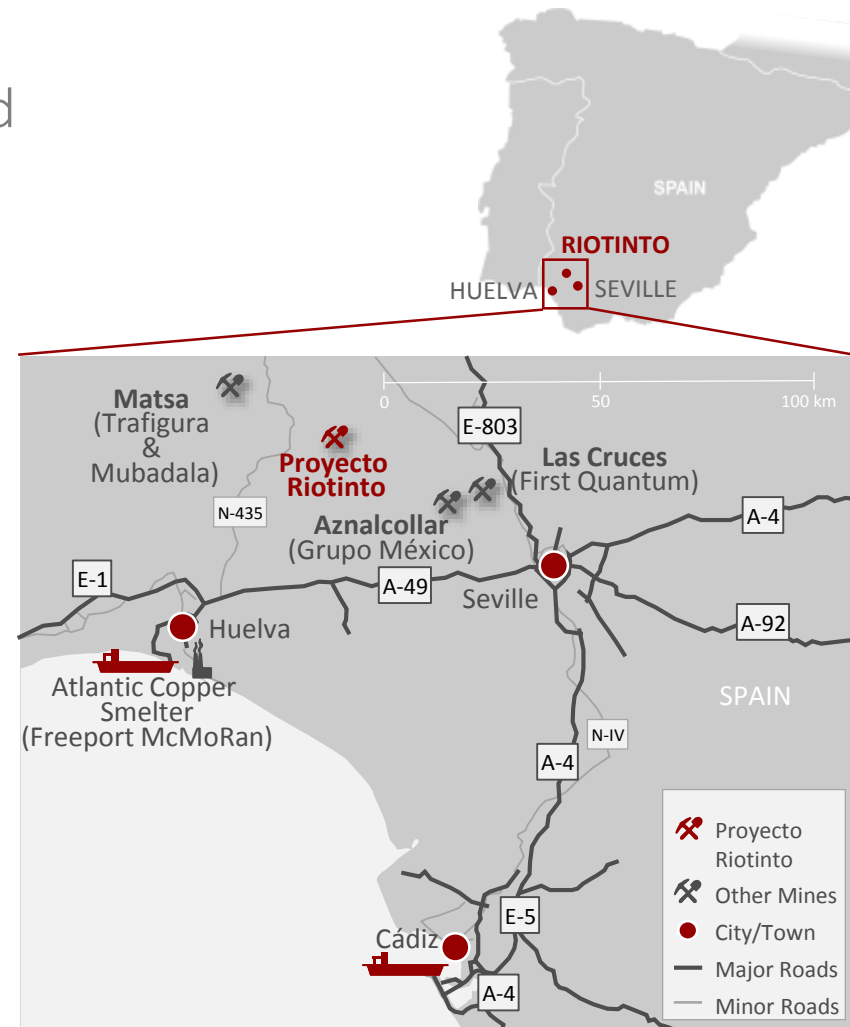 d
SPAIN
RIOTINTO
HUELVA
SEVILLE
Matsa
(Trafigura
&
Mubadala)
0
50
100 km
E-803
Proyecto
Riotinto
Las Cruces
(First Quantum)
N-435
Aznalcollar
(Grupo México)
A-4
E-1
A-49
Seville
Huelva
A-92
Atlantic Copper
Smelter
(Freeport McMoRan)
SPAIN
N-IV
A-4
Proyecto
Riotinto
Other Mines
E-5
City/Town
Cádiz
Major Roads
A-4
Minor Roads